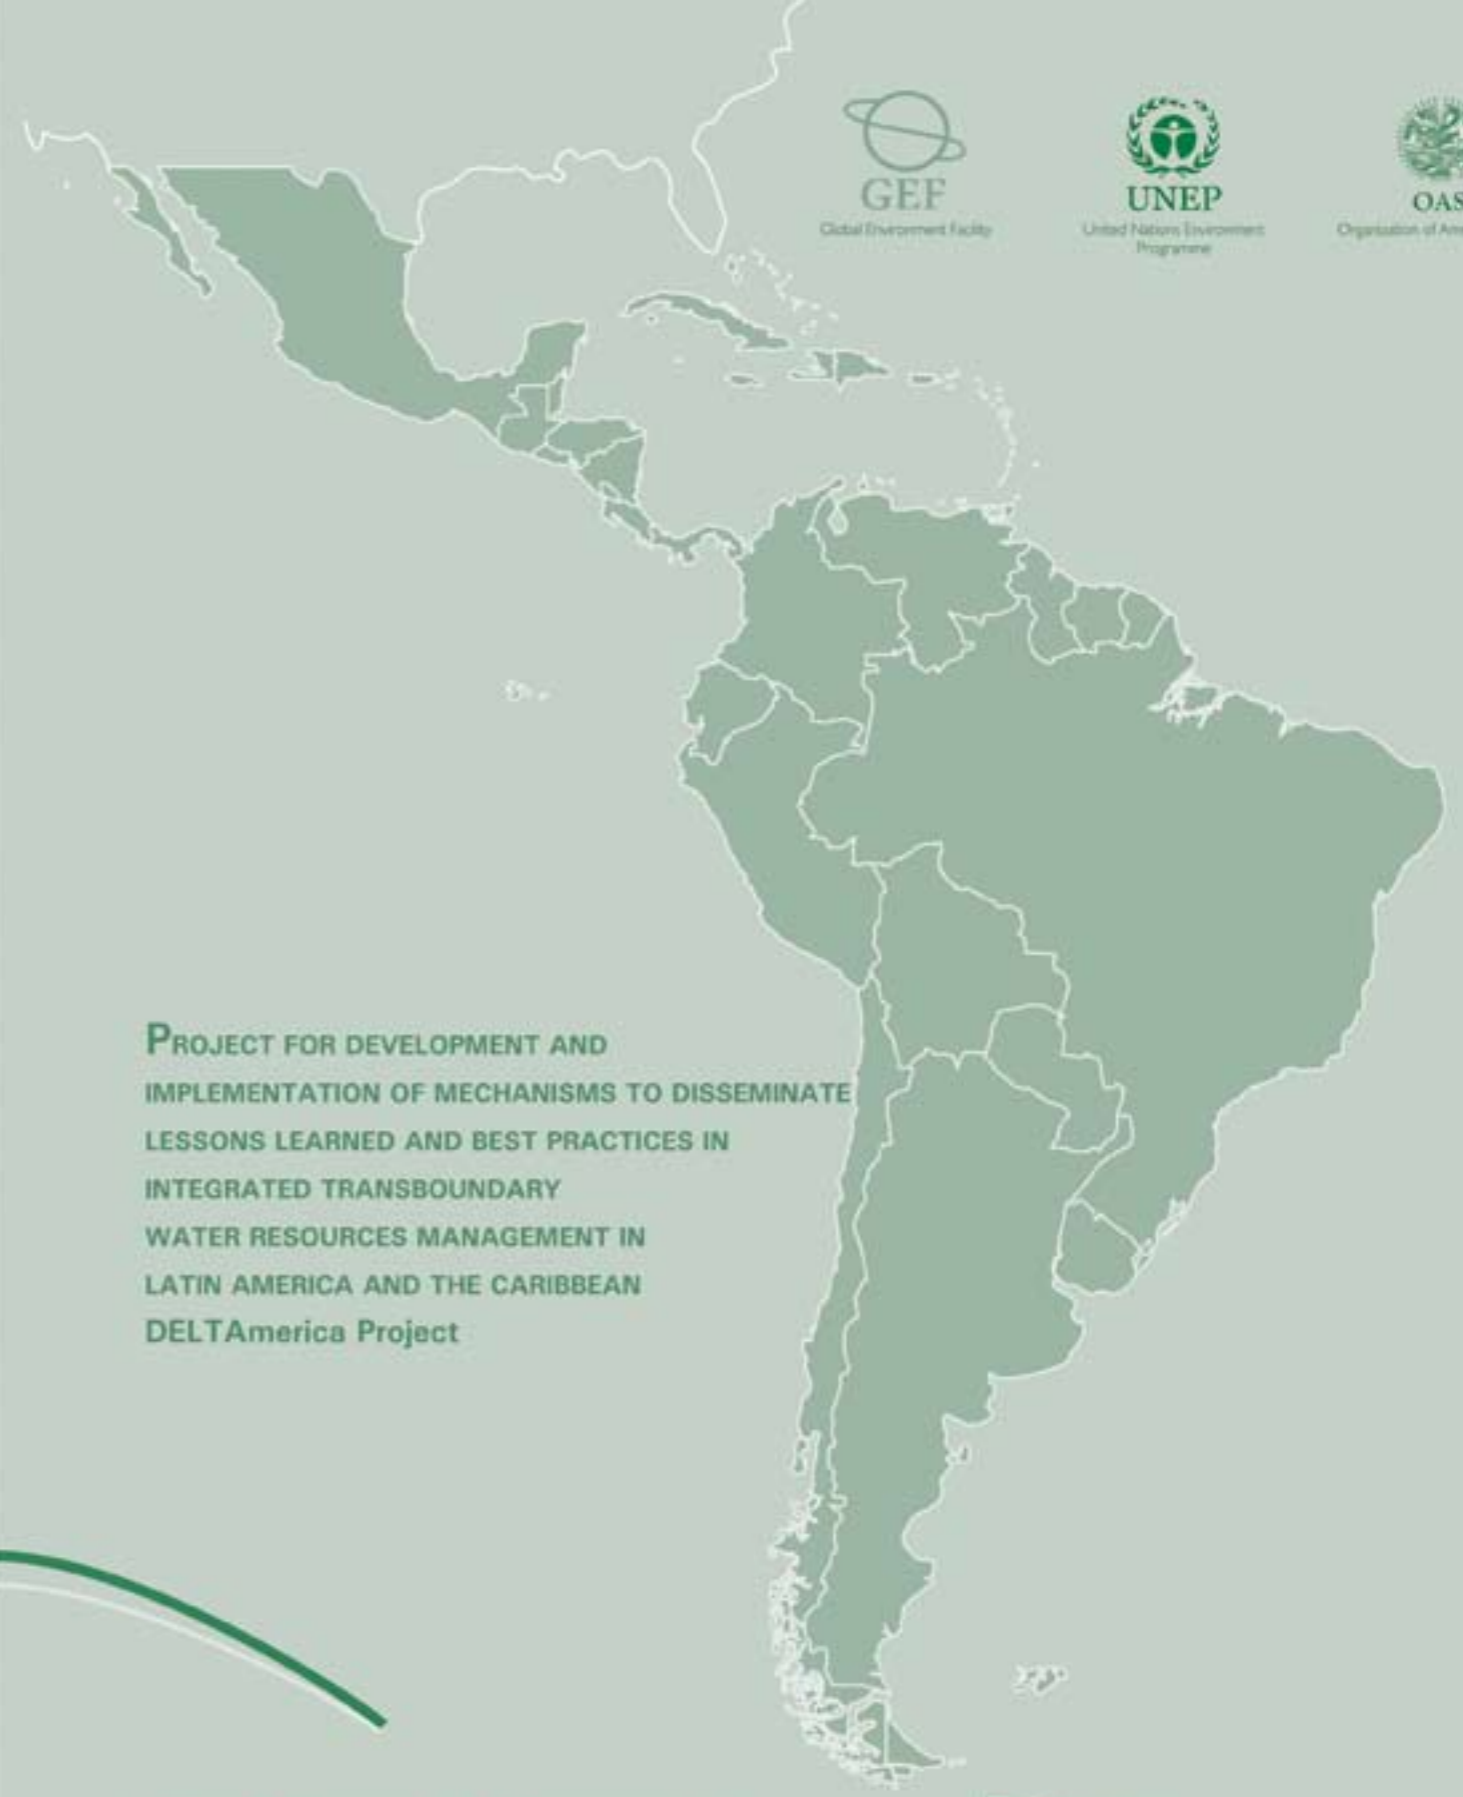 GEF
Global Environment Facility
UNEP
United Nations Environment
Programme
OAS
Organization of
PROJECT FOR DEVELOPMENT AND
IMPLEMENTATION OF MECHANISMS TO DISSEMINATE
LESSONS LEARNED AND BEST PRACTICES IN
INTEGRATED TRANSBOUNDARY
WATER RESOURCES MANAGEMENT IN
LATIN AMERICA AND THE CARIBBEAN
DELTAmerica Project